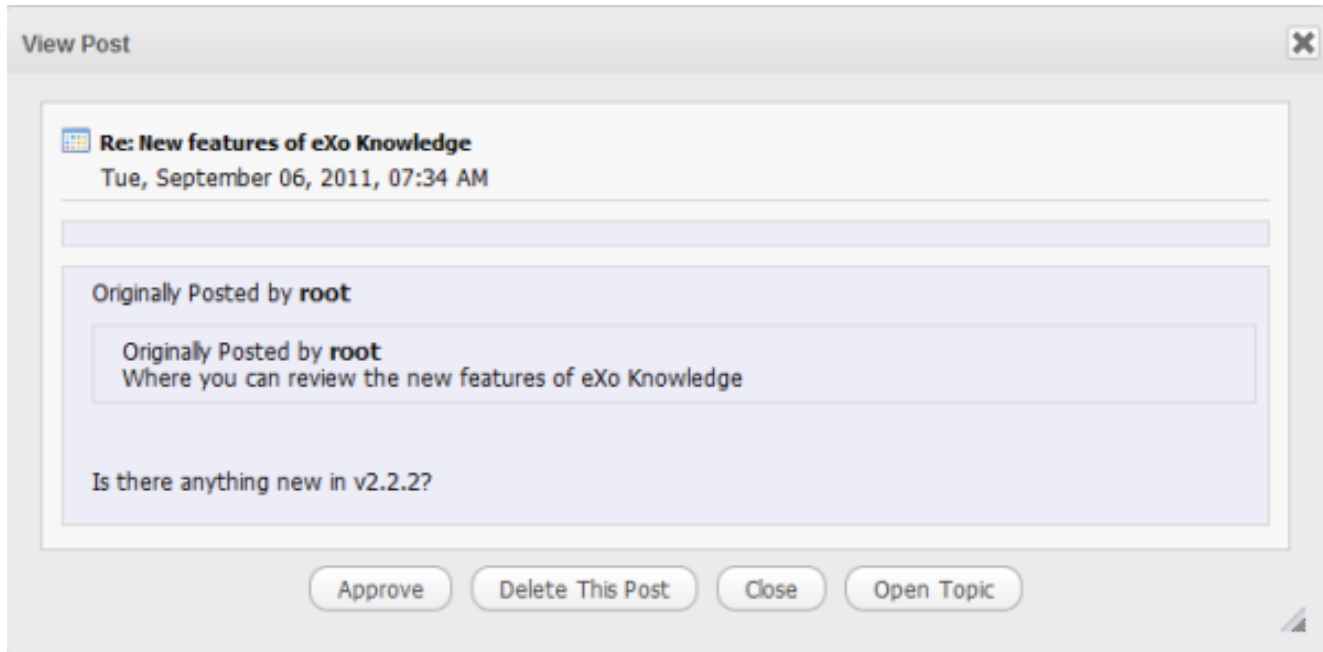 View Post
Re: New features of eXo Knowledge
Tue, September 06, 2011, 07:34 AM
Originally Posted by root
Originally Posted by root
Where you can review the new features of eXo Knowledge
Is there anything new in v2.2.2?
Approve Delete This Post Close Open Topic